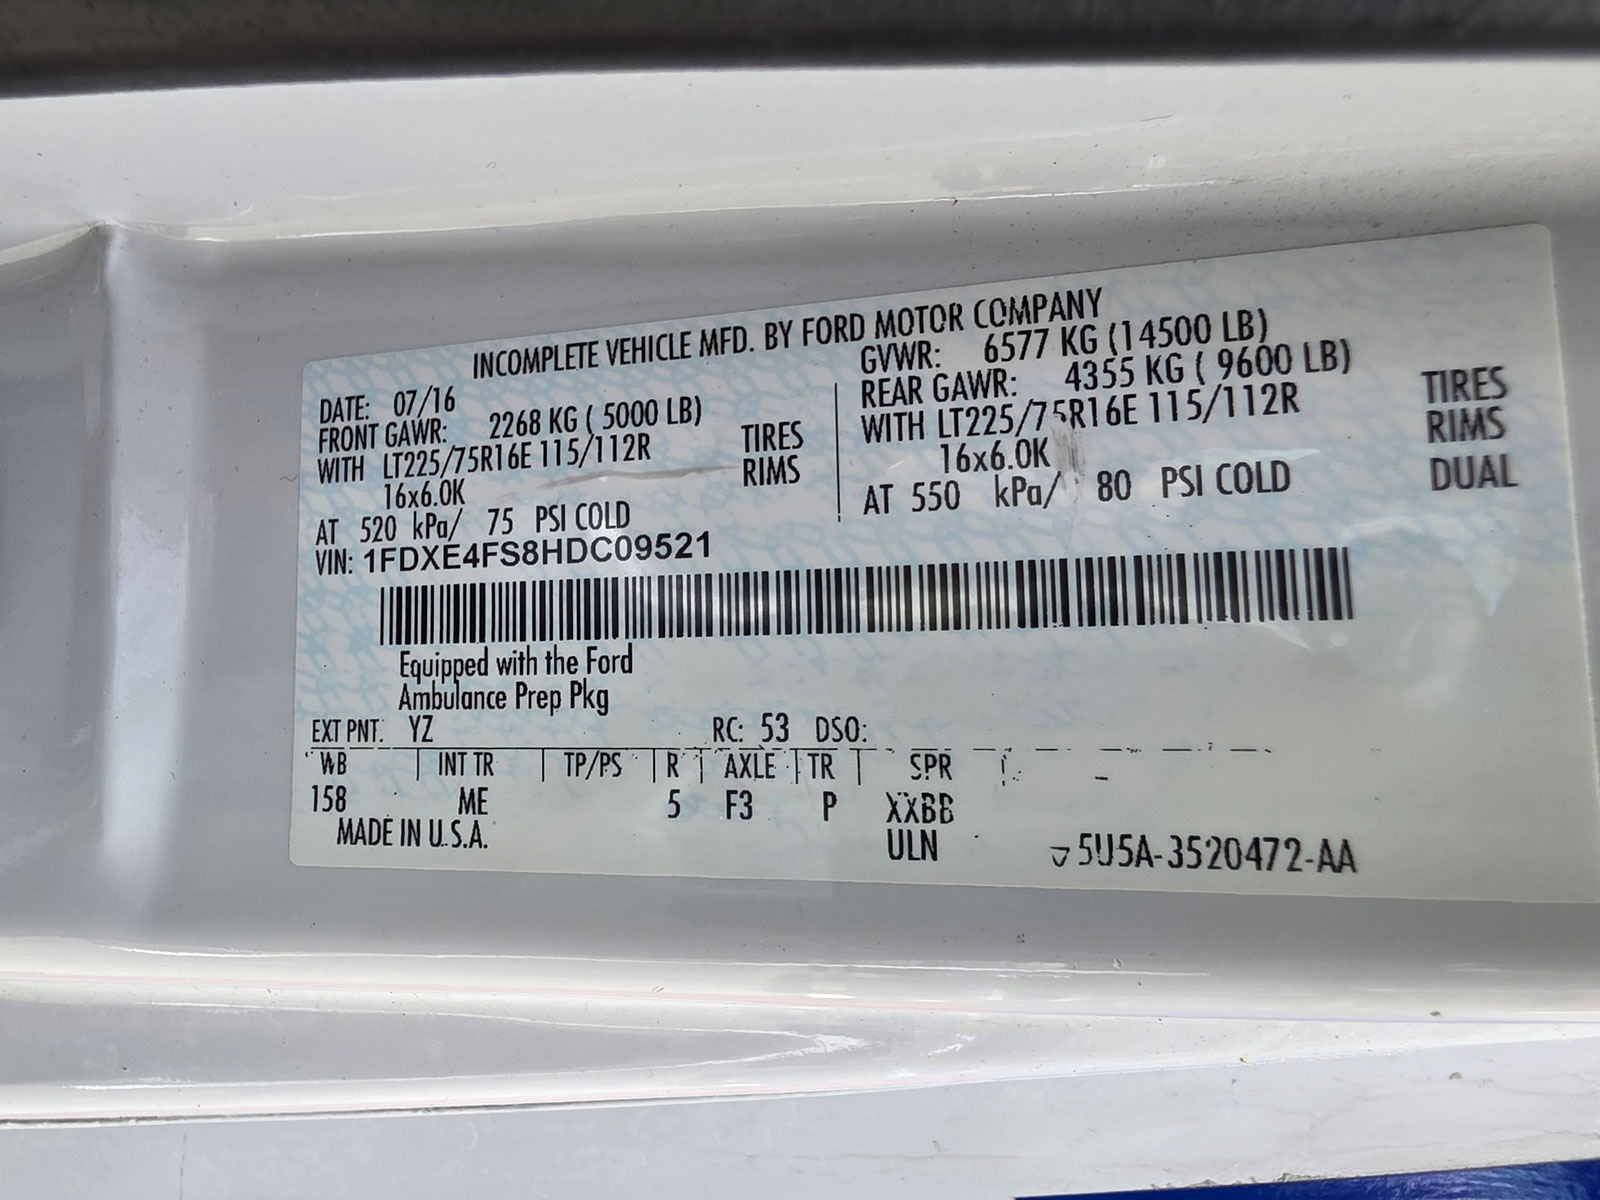 INCOMPLETE VEHICLE MFD. BY FORD MOTOR COMPANY
DATE: 07/16
FRONT GAWR: 2268 KG ( 5000 LB)
WITH LT225/75R16E 115/112R TIRES
16x6.0K RIMS
AT 520 kPa/ 75 PSI COLD
GVWR: 6577 KG (14500 LB)
REAR GAWR: 4355 KG ( 9600 LB)
WITH LT225/75R16E 115/112R TIRES
16x6.0K RIMS
AT 550 kPa/ 80 PSI COLD DUAL
VIN: 1FDXE4FS8HDC09521
Equipped with the Ford
Ambulance Prep Pkg
EXT PNT: YZ RC: 53 DSO:
WB | INT TR | TP/PS | R | AXLE | TR | SPR
158 ME 5 F3 P XXBB
MADE IN U.S.A. ULN 5U5A-3520472-AA